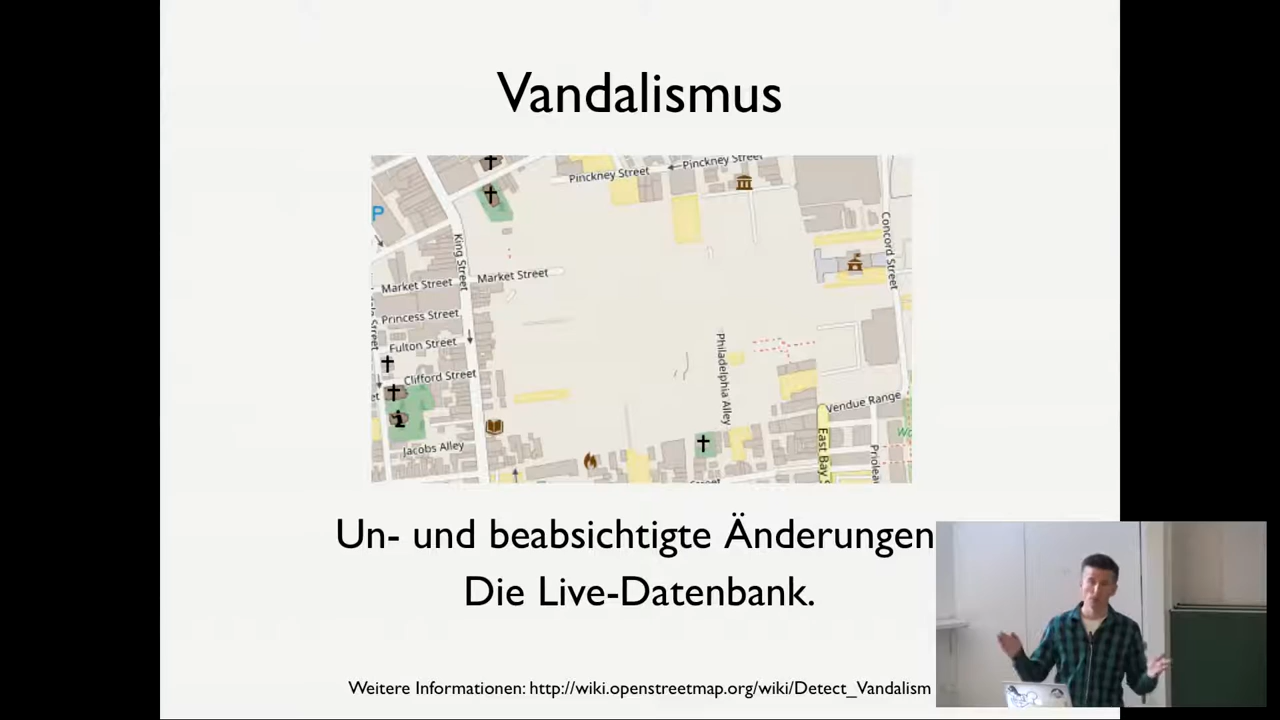 Vandalismus
Pinckney Street
Pinckney Street
P
King Street
Concord Street
Market Street
Market Street
Princess Street
Fulton Street
Clifford Street
Philadelphia Alley
Vendue Range
Jacobs Alley
East Bay
Un- und beabsichtigte Änderungen
Die Live-Datenbank.
Weitere Informationen: http://wiki.openstreetmap.org/wiki/Detect_Vandalism